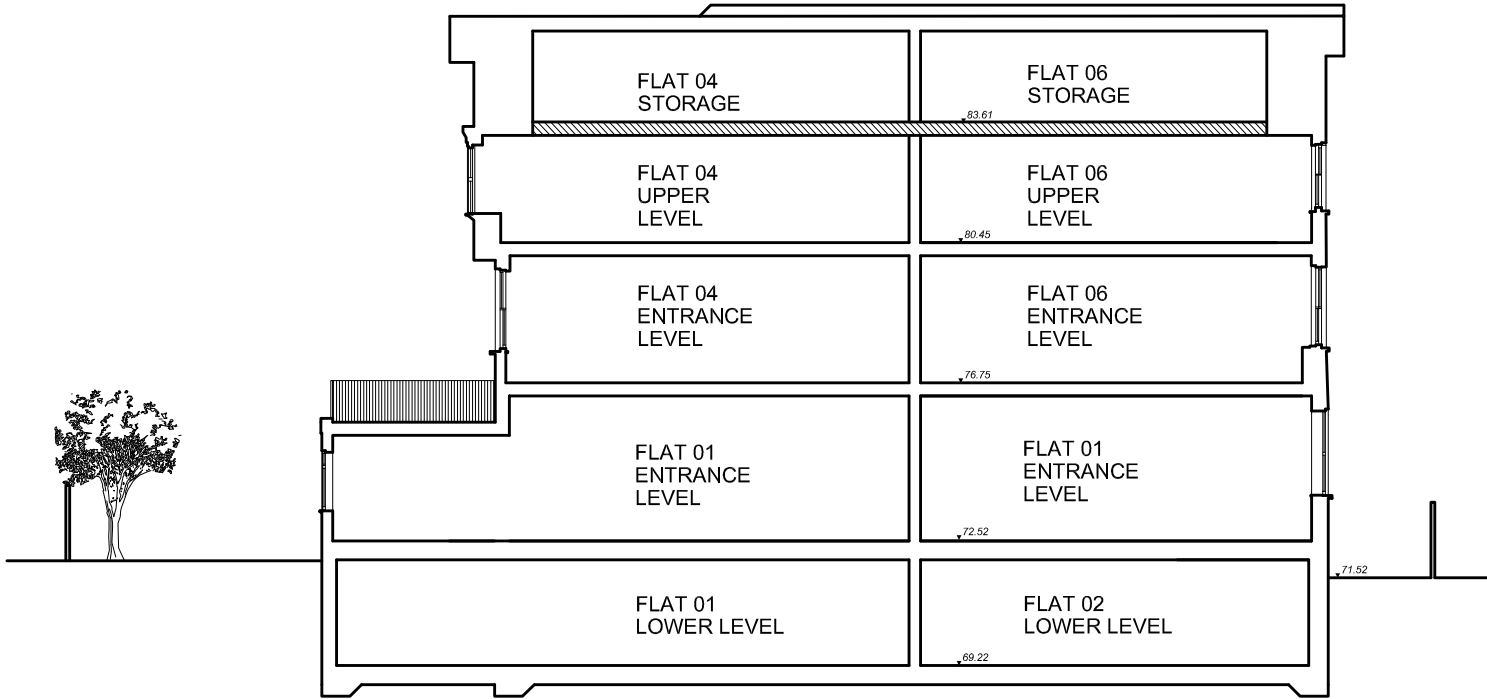 FLAT 04
STORAGE
FLAT 06
STORAGE
83.61
FLAT 04
UPPER
LEVEL
FLAT 06
UPPER
LEVEL
80.45
FLAT 04
ENTRANCE
LEVEL
FLAT 06
ENTRANCE
LEVEL
76.75
FLAT 01
ENTRANCE
LEVEL
FLAT 01
ENTRANCE
LEVEL
72.52
71.52
FLAT 01
LOWER LEVEL
FLAT 02
LOWER LEVEL
69.22